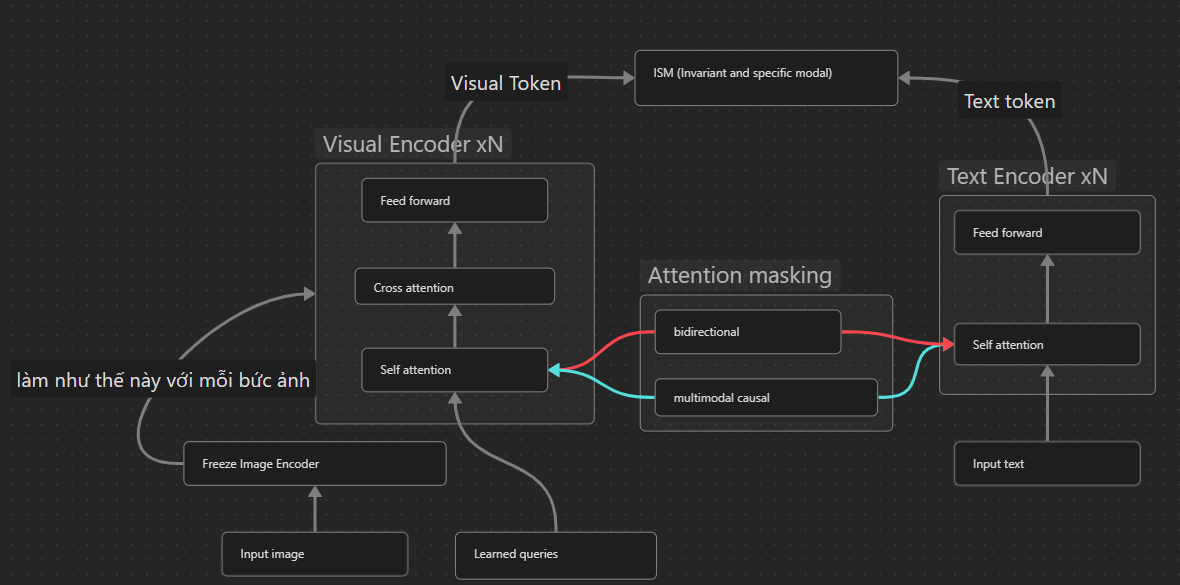 ISM (Invariant and specific modal)
Visual Token
Text token
Visual Encoder xN
Text Encoder xN
Feed forward
Feed forward
Cross attention
Attention masking
bidirectional
Self attention
Self attention
multimodal causal
làm như thế này với mỗi bức ảnh
Freeze Image Encoder
Input text
Input image
Learned queries